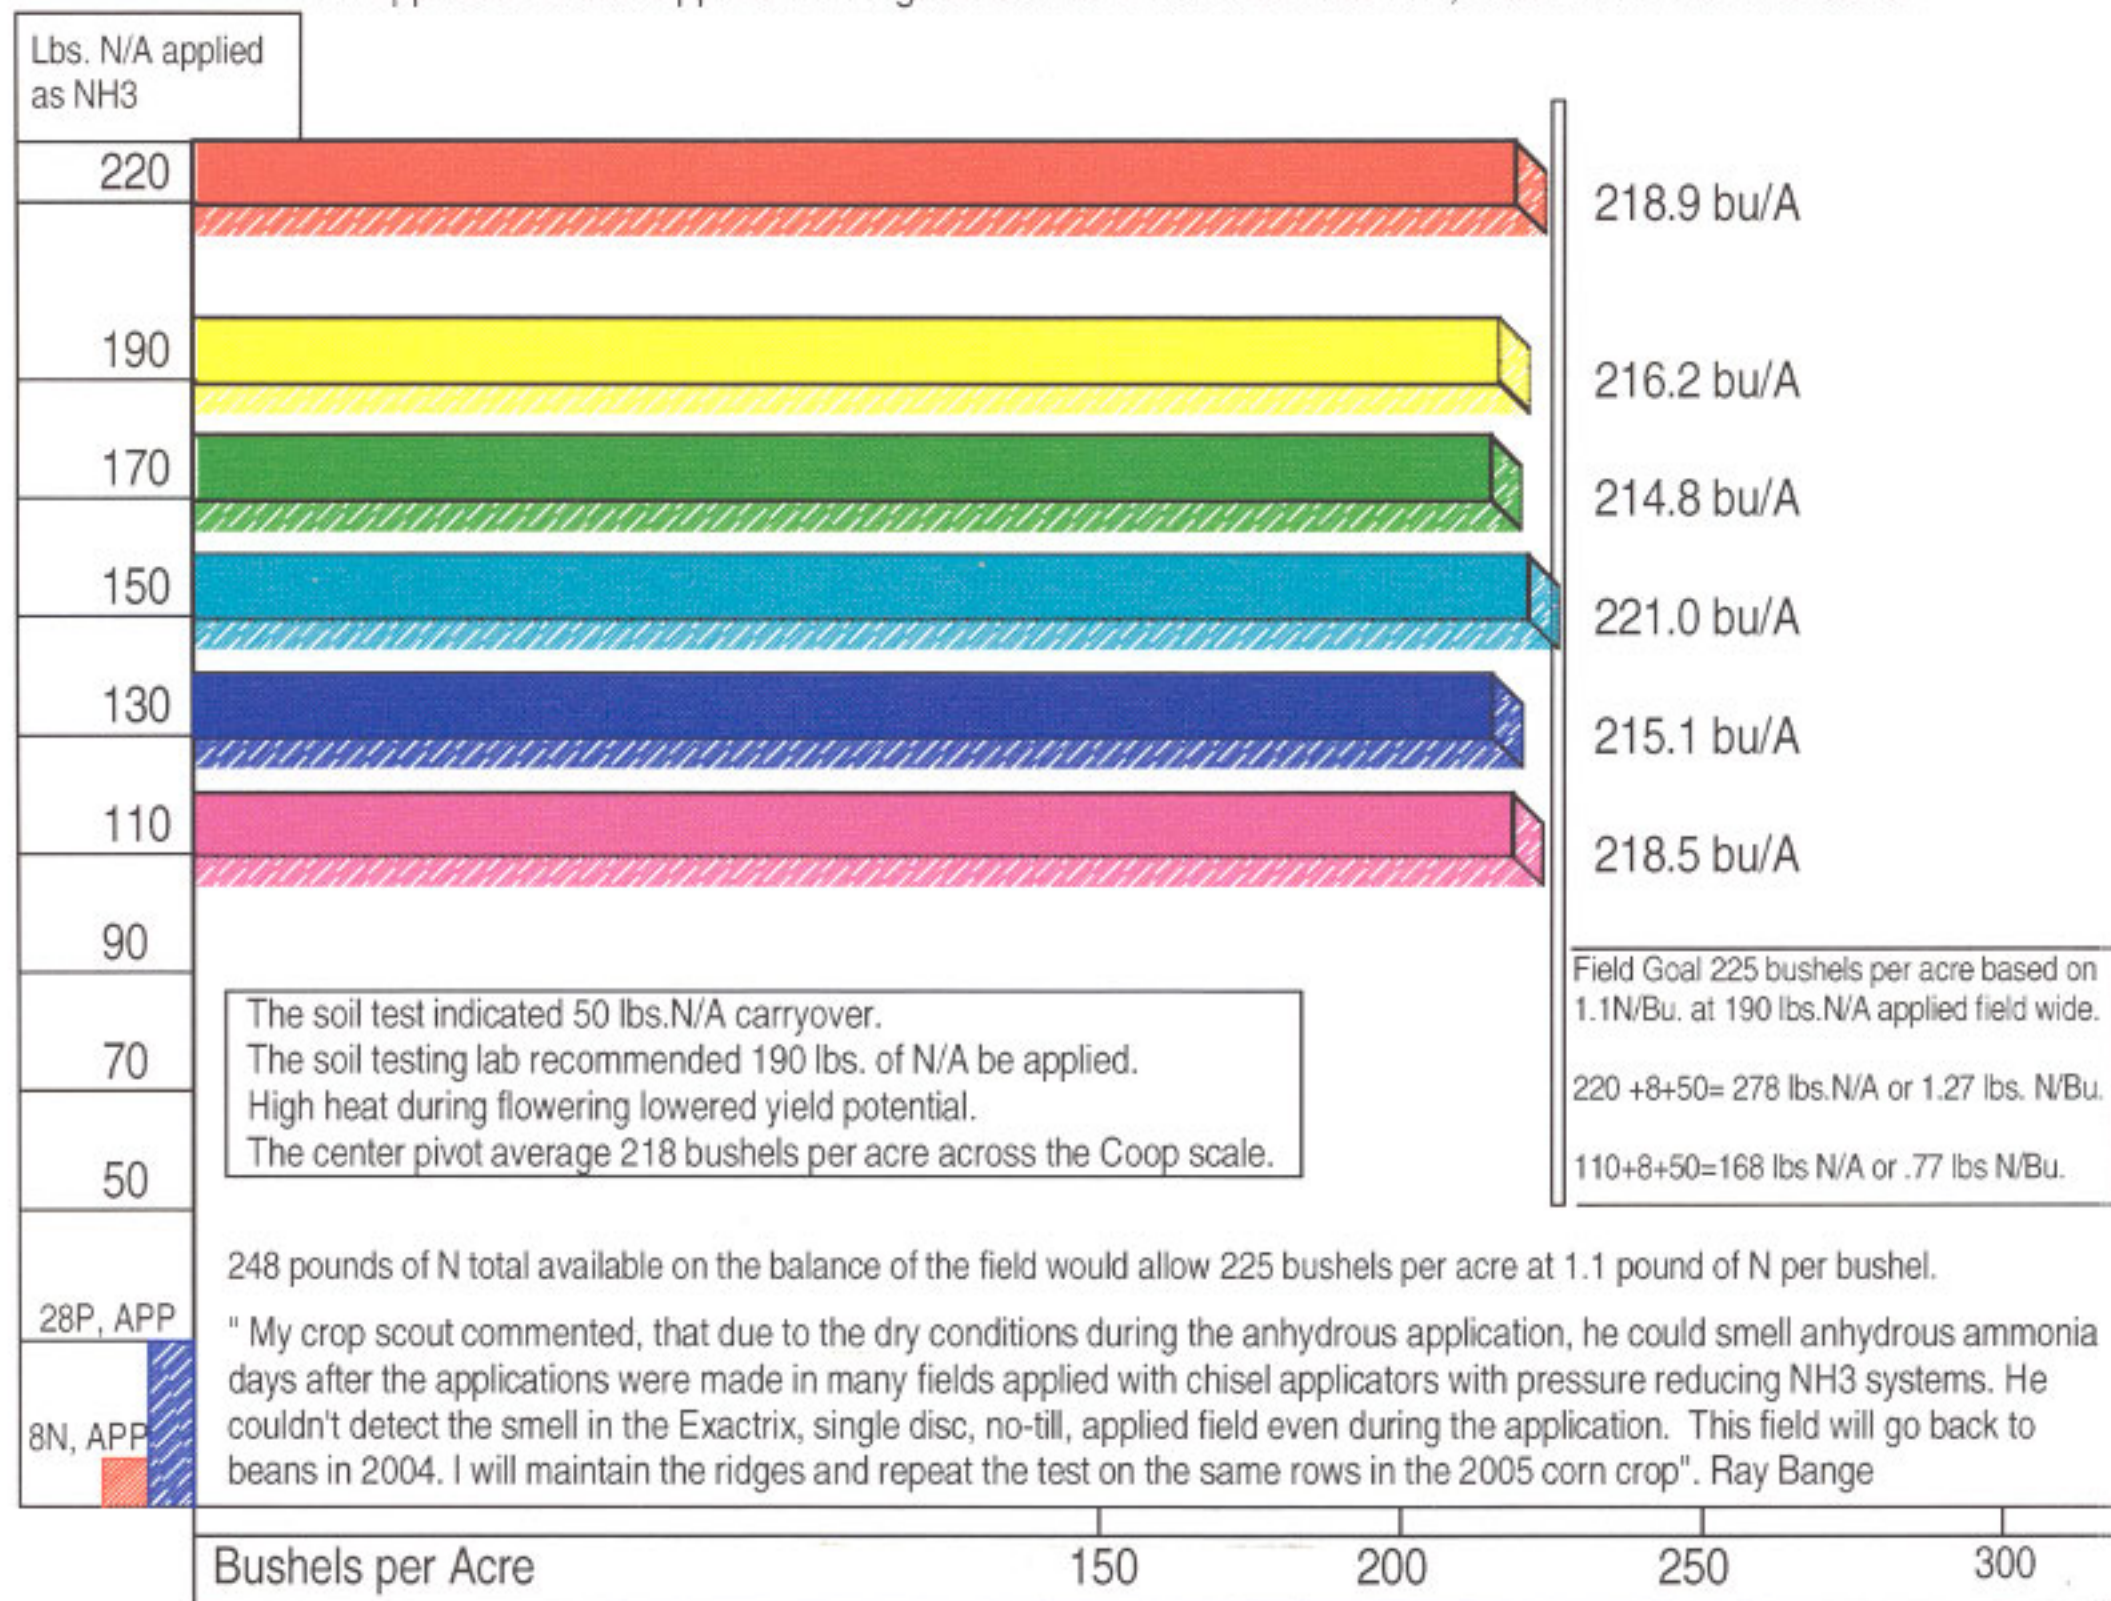 Lbs. N/A applied
as NH3
220
218.9 bu/A
190
216.2 bu/A
170
214.8 bu/A
150
221.0 bu/A
130
215.1 bu/A
110
218.5 bu/A
90
70
50
Field Goal 225 bushels per acre based on
1.1N/Bu. at 190 lbs.N/A applied field wide.
220 +8+50= 278 lbs.N/A or 1.27 lbs. N/Bu.
110+8+50=168 lbs N/A or .77 lbs N/Bu.
The soil test indicated 50 lbs.N/A carryover.
The soil testing lab recommended 190 lbs. of N/A be applied.
High heat during flowering lowered yield potential.
The center pivot average 218 bushels per acre across the Coop scale.
248 pounds of N total available on the balance of the field would allow 225 bushels per acre at 1.1 pound of N per bushel.
28P, APP
8N, APP
" My crop scout commented, that due to the dry conditions during the anhydrous application, he could smell anhydrous ammonia
days after the applications were made in many fields applied with chisel applicators with pressure reducing NH3 systems. He
couldn't detect the smell in the Exactrix, single disc, no-till, applied field even during the application. This field will go back to
beans in 2004. I will maintain the ridges and repeat the test on the same rows in the 2005 corn crop". Ray Bange
Bushels per Acre
150
200
250
300